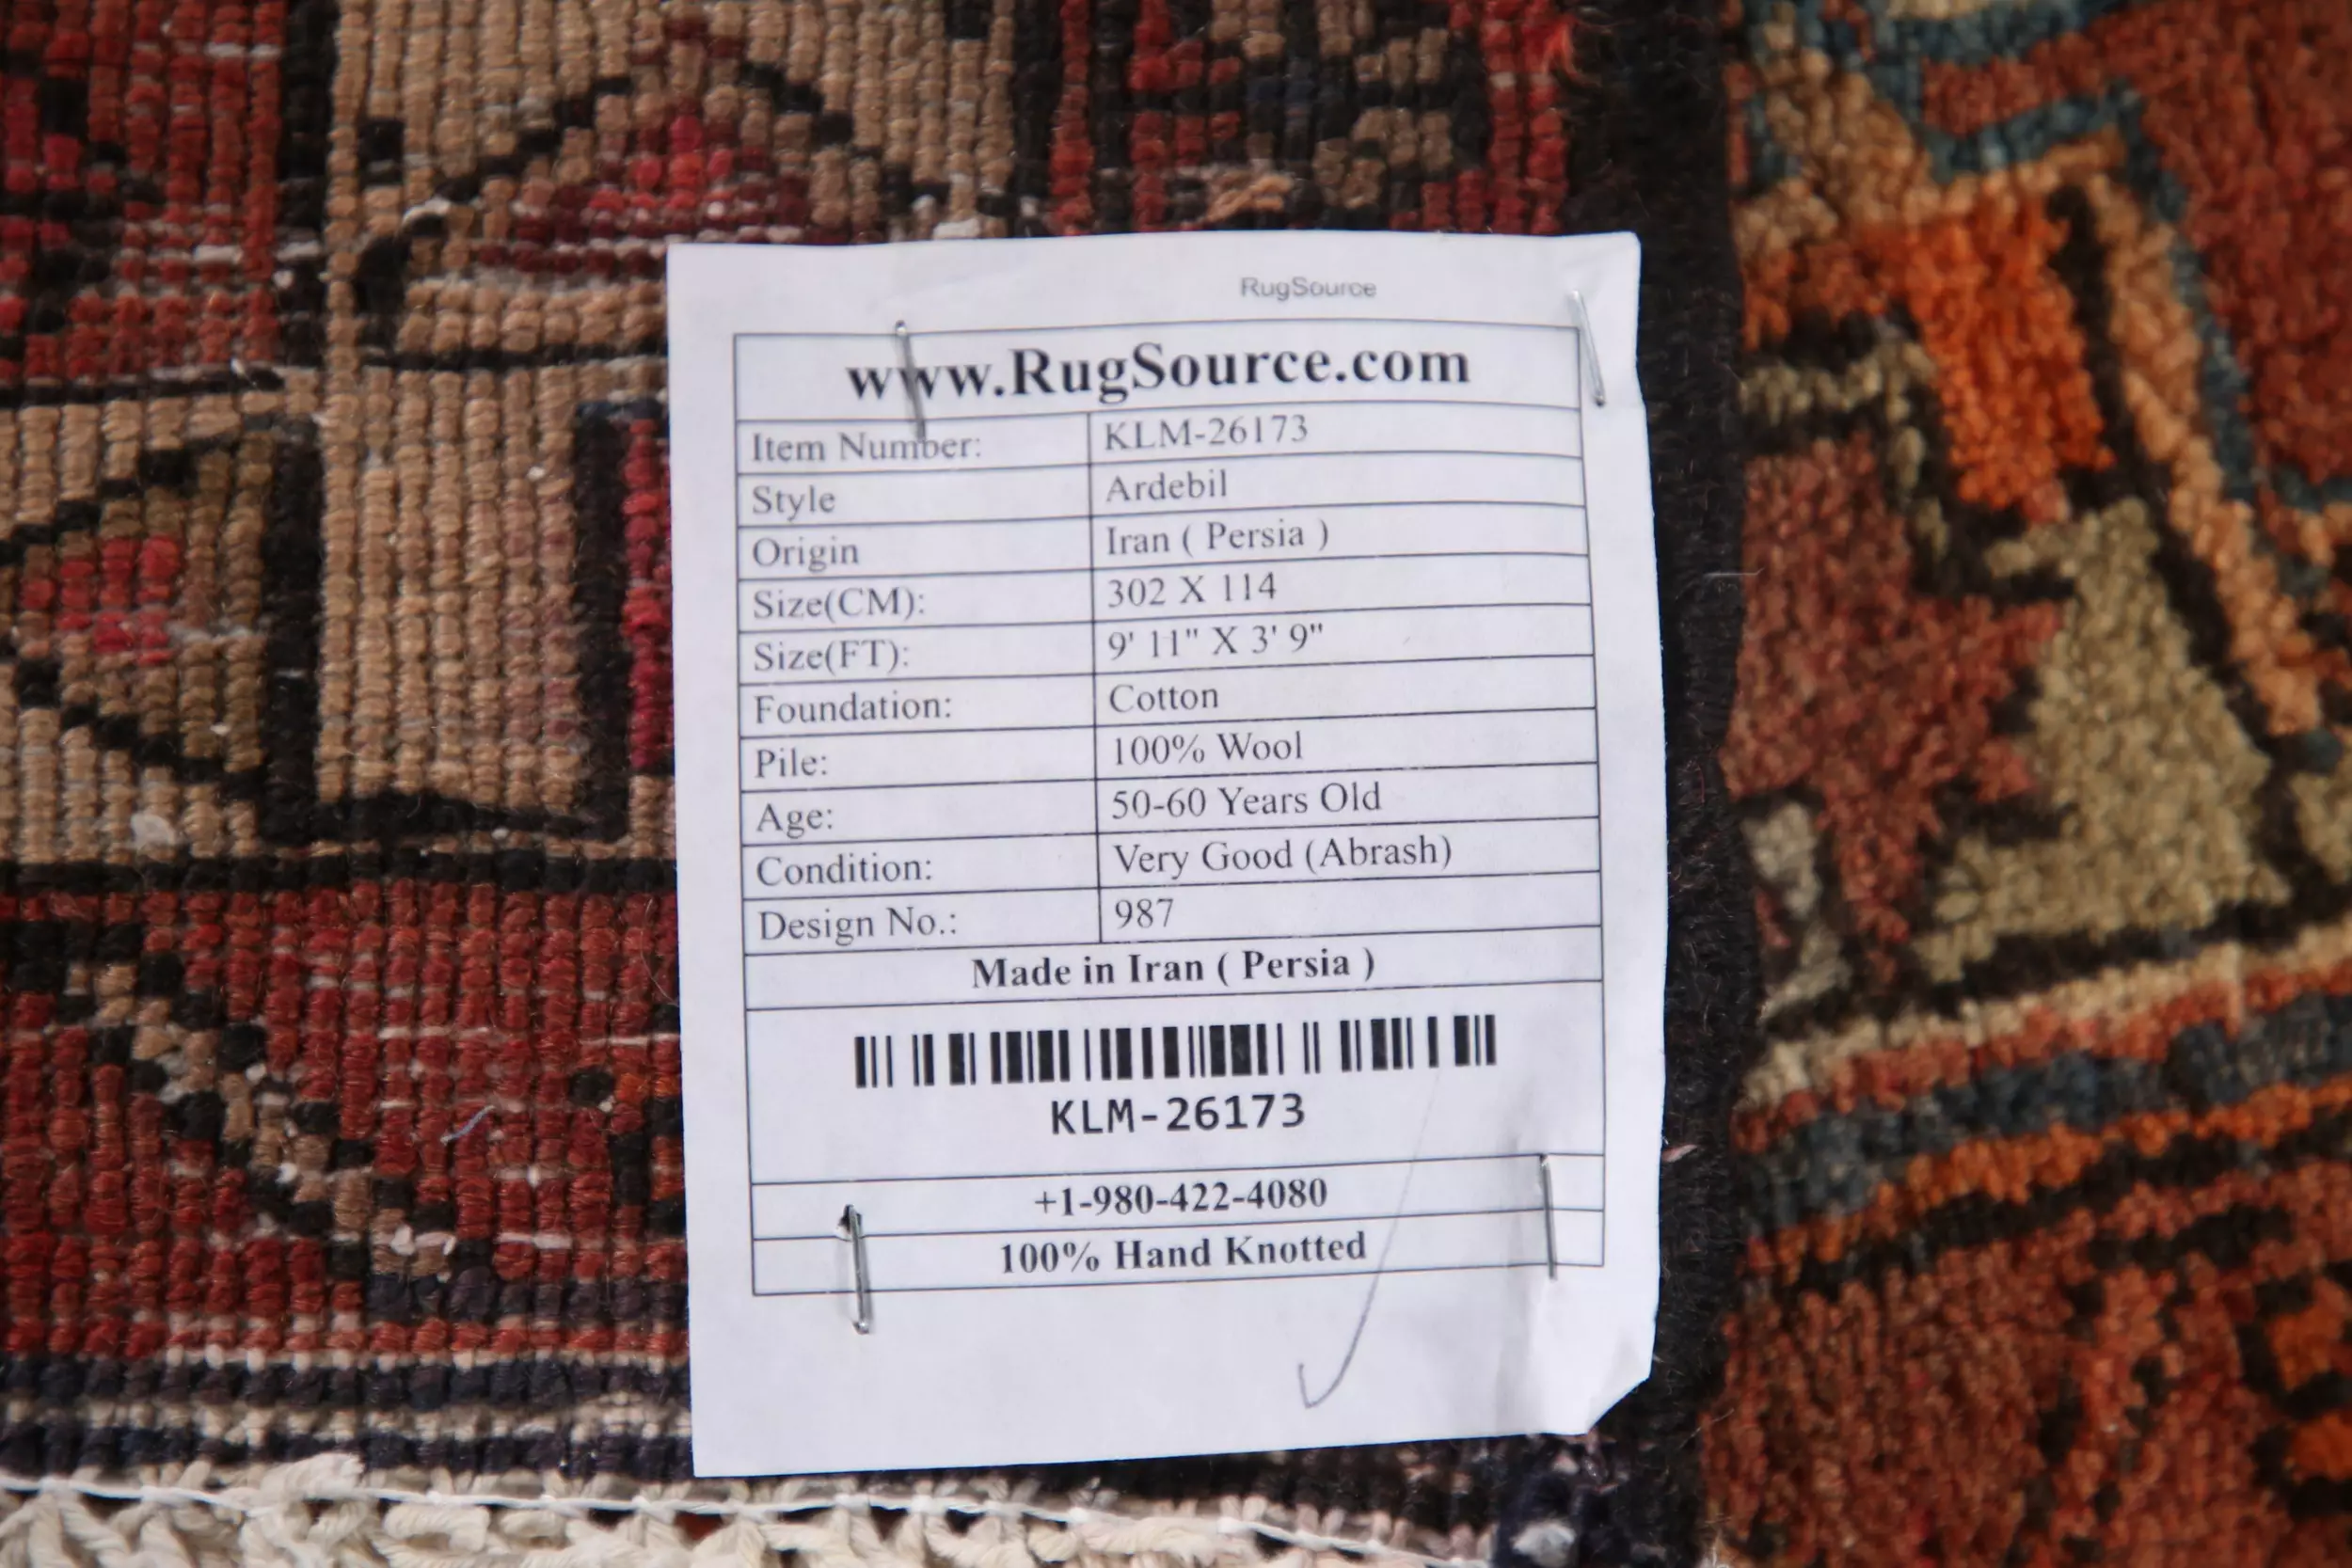 RugSource
www.RugSource.com
Item Number: KLM-26173
Style Ardebil
Origin Iran ( Persia )
Size(CM): 302 X 114
Size(FT): 9' 11" X 3' 9"
Foundation: Cotton
Pile: 100% Wool
Age: 50-60 Years Old
Condition: Very Good (Abrash)
Design No.: 987
Made in Iran ( Persia )
KLM-26173
+1-980-422-4080
100% Hand Knotted